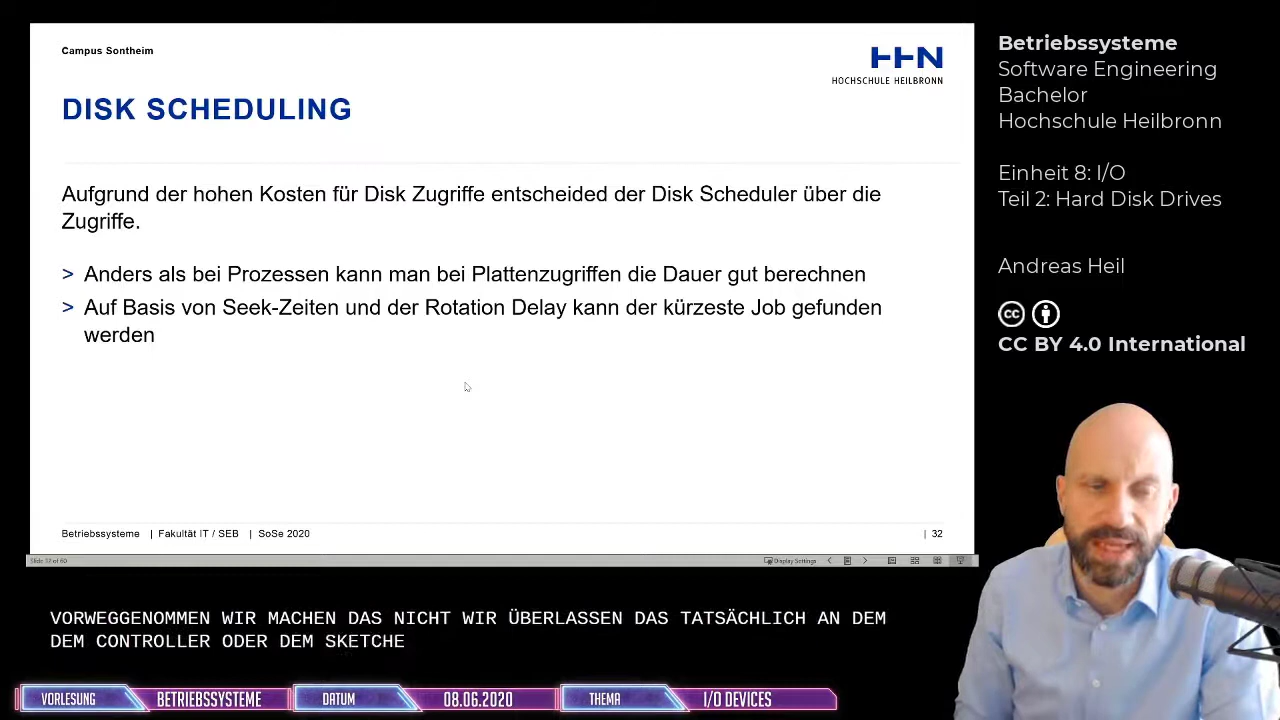 Campus Sontheim
HHN
HOCHSCHULE HEILBRONN
DISK SCHEDULING
Aufgrund der hohen Kosten für Disk Zugriffe entscheided der Disk Scheduler über die
Zugriffe.
> Anders als bei Prozessen kann man bei Plattenzugriffen die Dauer gut berechnen
> Auf Basis von Seek-Zeiten und der Rotation Delay kann der kürzeste Job gefunden
werden
Betriebssysteme | Fakultät IT / SEB | SoSe 2020 | 32
Display Settings
Betriebssysteme
Software Engineering
Bachelor
Hochschule Heilbronn
Einheit 8: I/O
Teil 2: Hard Disk Drives
Andreas Heil
cc
CC BY 4.0 International
VORWEGGENOMMEN WIR MACHEN DAS NICHT WIR ÜBERLASSEN DAS TATSÄCHLICH AN DEM
DEM CONTROLLER ODER DEM SKETCHE
VORLESUNG BETRIEBSSYSTEME DATUM 08.06.2020 THEMA I/O DEVICES